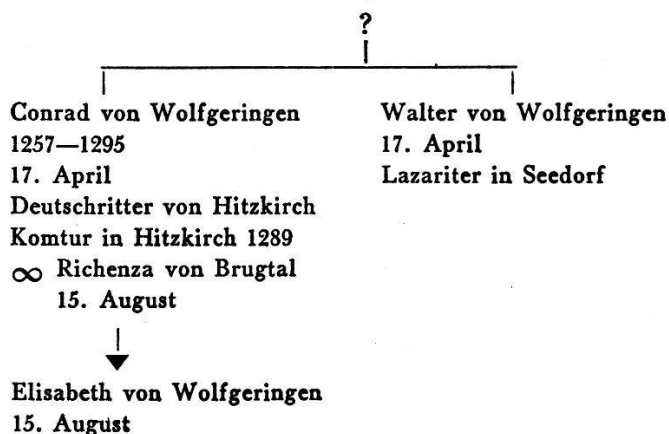 ?
Conrad von Wolfgeringen
1257—1295
17. April
Deutschritter von Hitzkirch
Komtur in Hitzkirch 1289
∞ Richenza von Brugtal
15. August
Walter von Wolfgeringen
17. April
Lazariter in Seedorf
Elisabeth von Wolfgeringen
15. August